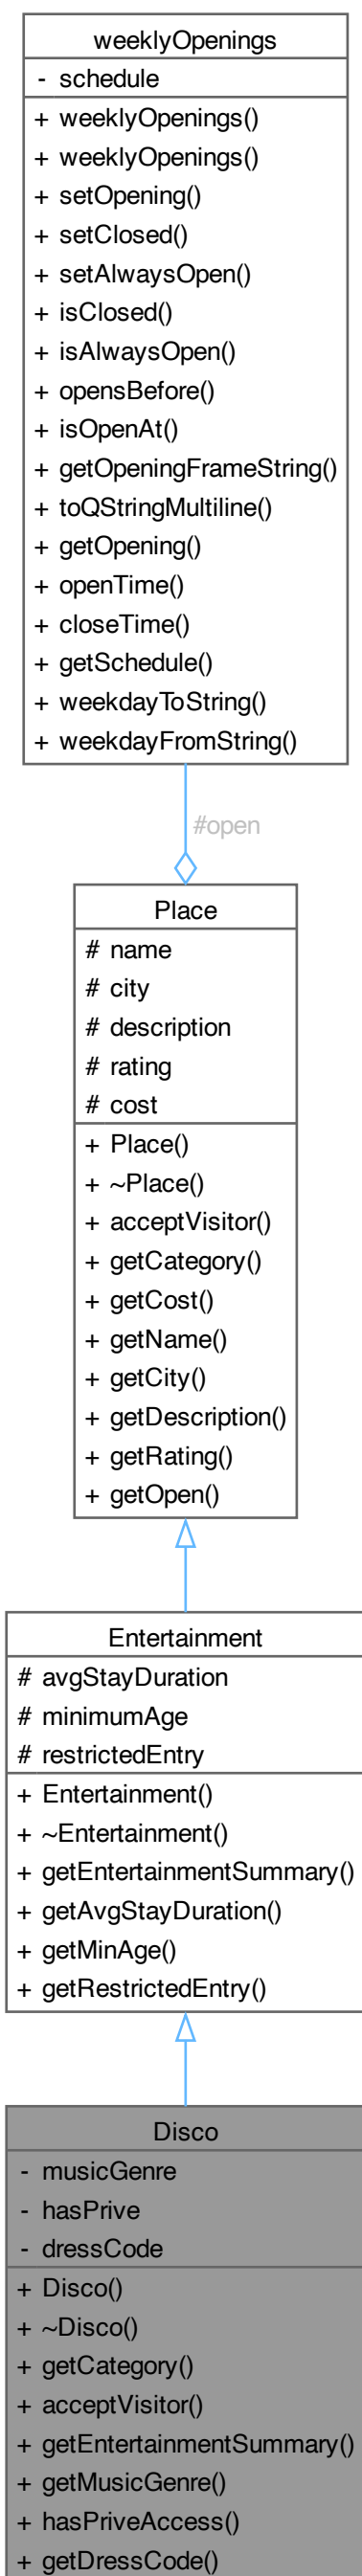 weeklyOpenings
- schedule
+ weeklyOpenings()
+ weeklyOpenings()
+ setOpening()
+ setClosed()
+ setAlwaysOpen()
+ isClosed()
+ isAlwaysOpen()
+ opensBefore()
+ isOpenAt()
+ getOpeningFrameString()
+ toQStringMultiline()
+ getOpening()
+ openTime()
+ closeTime()
+ getSchedule()
+ weekdayToString()
+ weekdayFromString()
#open
Place
# name
# city
# description
# rating
# cost
+ Place()
+ ~Place()
+ acceptVisitor()
+ getCategory()
+ getCost()
+ getName()
+ getCity()
+ getDescription()
+ getRating()
+ getOpen()
Entertainment
# avgStayDuration
# minimumAge
# restrictedEntry
+ Entertainment()
+ ~Entertainment()
+ getEntertainmentSummary()
+ getAvgStayDuration()
+ getMinAge()
+ getRestrictedEntry()
Disco
- musicGenre
- hasPrive
- dressCode
+ Disco()
+ ~Disco()
+ getCategory()
+ acceptVisitor()
+ getEntertainmentSummary()
+ getMusicGenre()
+ hasPriveAccess()
+ getDressCode()